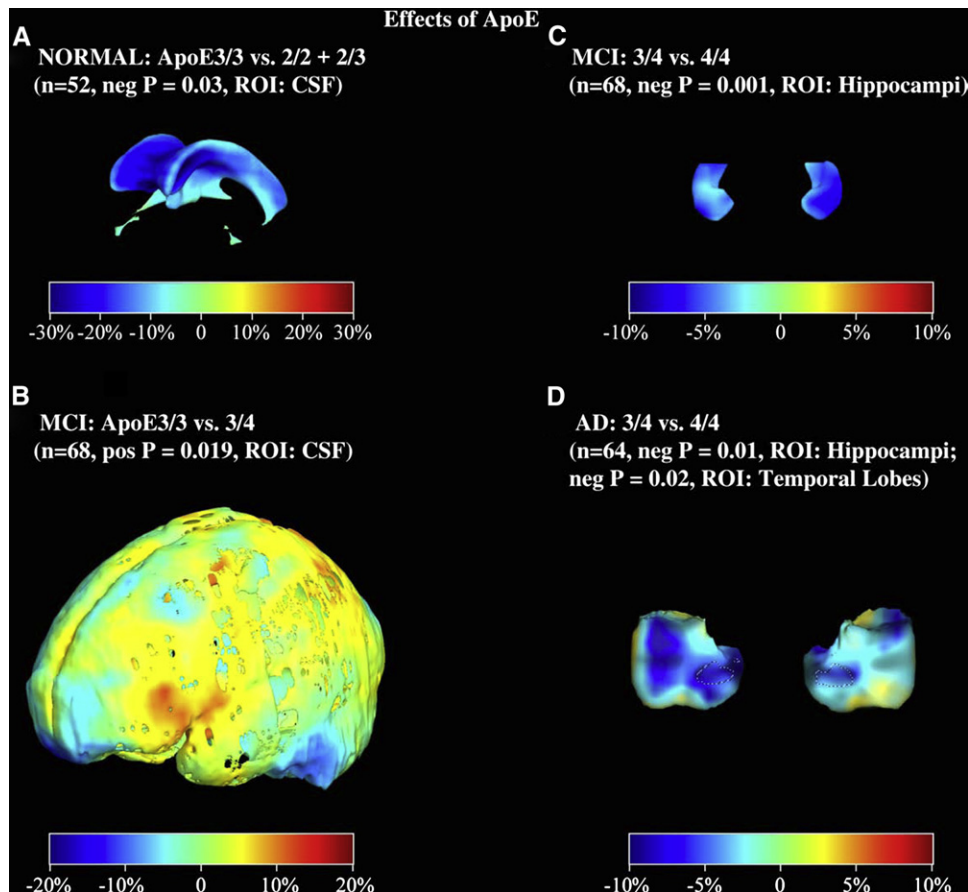 Effects of ApoE
A
NORMAL: ApoE3/3 vs. 2/2 + 2/3
(n=52, neg P = 0.03, ROI: CSF)
-30% -20% -10% 0 10% 20% 30%
B
MCI: ApoE3/3 vs. 3/4
(n=68, pos P = 0.019, ROI: CSF)
-20% -10% 0 10% 20%
C
MCI: 3/4 vs. 4/4
(n=68, neg P = 0.001, ROI: Hippocampi)
-10% -5% 0 5% 10%
D
AD: 3/4 vs. 4/4
(n=64, neg P = 0.01, ROI: Hippocampi;
neg P = 0.02, ROI: Temporal Lobes)
-10% -5% 0 5% 10%